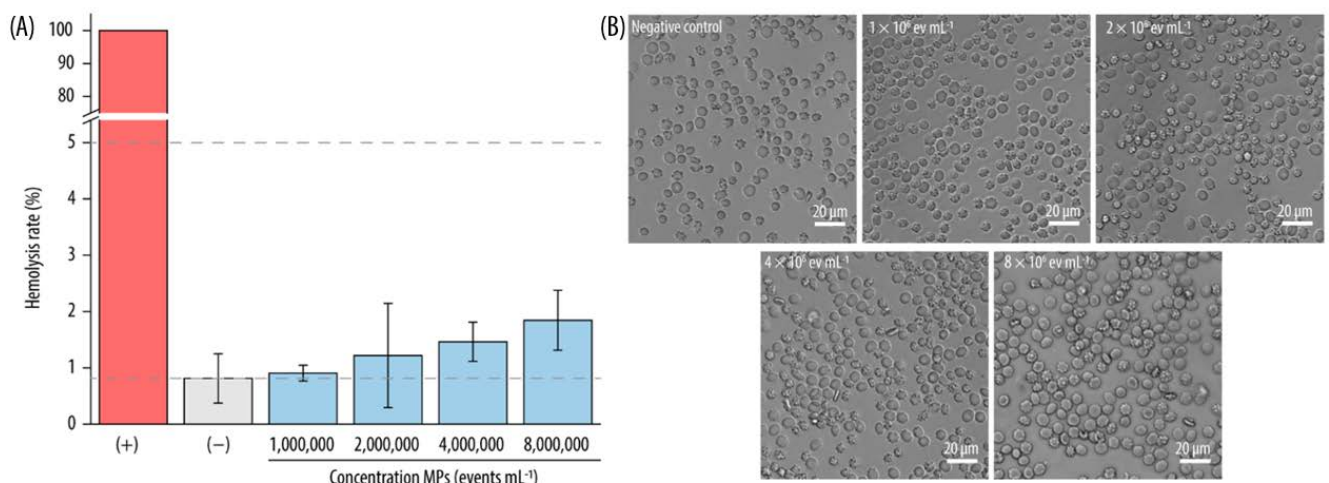 (A)
100
90
80
5
4
3
2
1
0
Hemolysis rate (%)
(+)
(−)
1,000,000
2,000,000
4,000,000
8,000,000
Concentration MPs (events mL⁻¹)
(B)
Negative control
20 µm
1 × 10⁶ ev mL⁻¹
20 µm
2 × 10⁶ ev mL⁻¹
20 µm
4 × 10⁶ ev mL⁻¹
20 µm
8 × 10⁶ ev mL⁻¹
20 µm